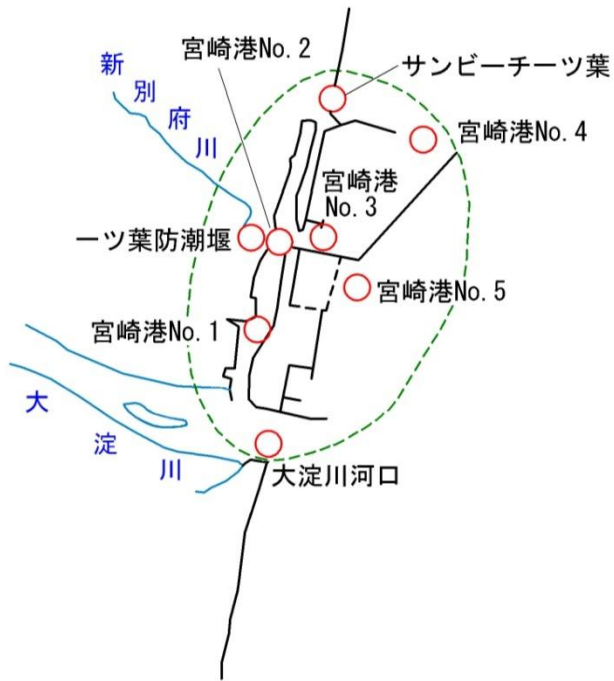 宮崎港No.2
サンビーチ一ツ葉
新別府川
宮崎港No.4
宮崎港
No.3
一ツ葉防潮堰
宮崎港No.5
宮崎港No.1
大淀川
大淀川河口